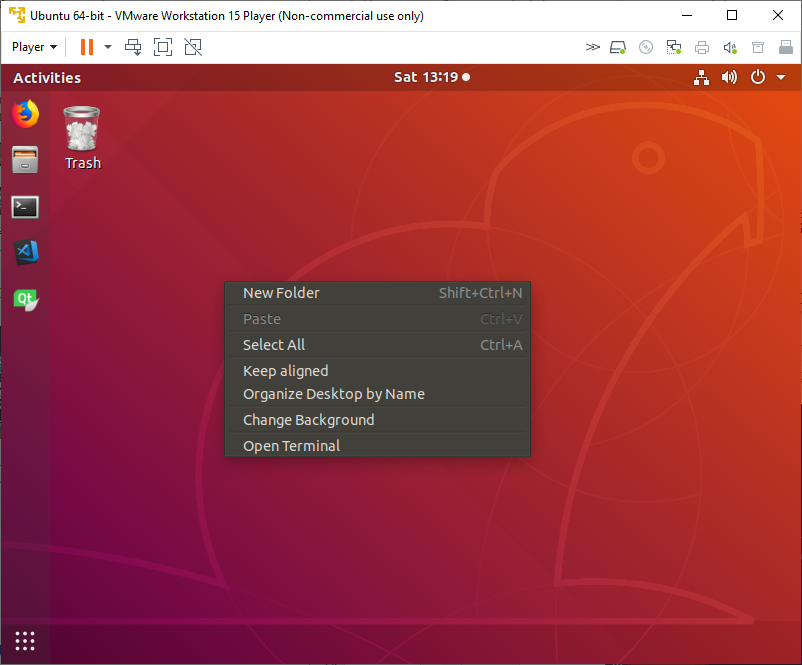 Ubuntu 64-bit - VMware Workstation 15 Player (Non-commercial use only)
Player
Activities
Sat 13:19
Trash
Qt
New Folder Shift+Ctrl+N
Paste Ctrl+V
Select All Ctrl+A
Keep aligned
Organize Desktop by Name
Change Background
Open Terminal